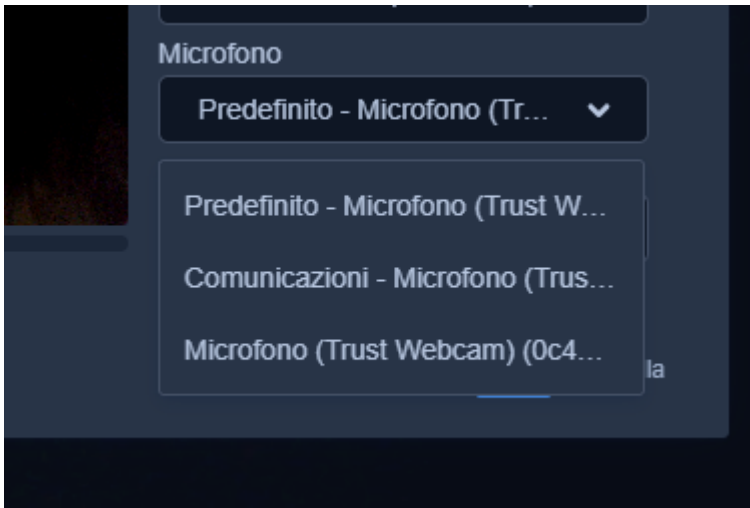 Microfono
Predefinito - Microfono (Tr...
Predefinito - Microfono (Trust W...
Comunicazioni - Microfono (Trus...
Microfono (Trust Webcam) (0c4...
la